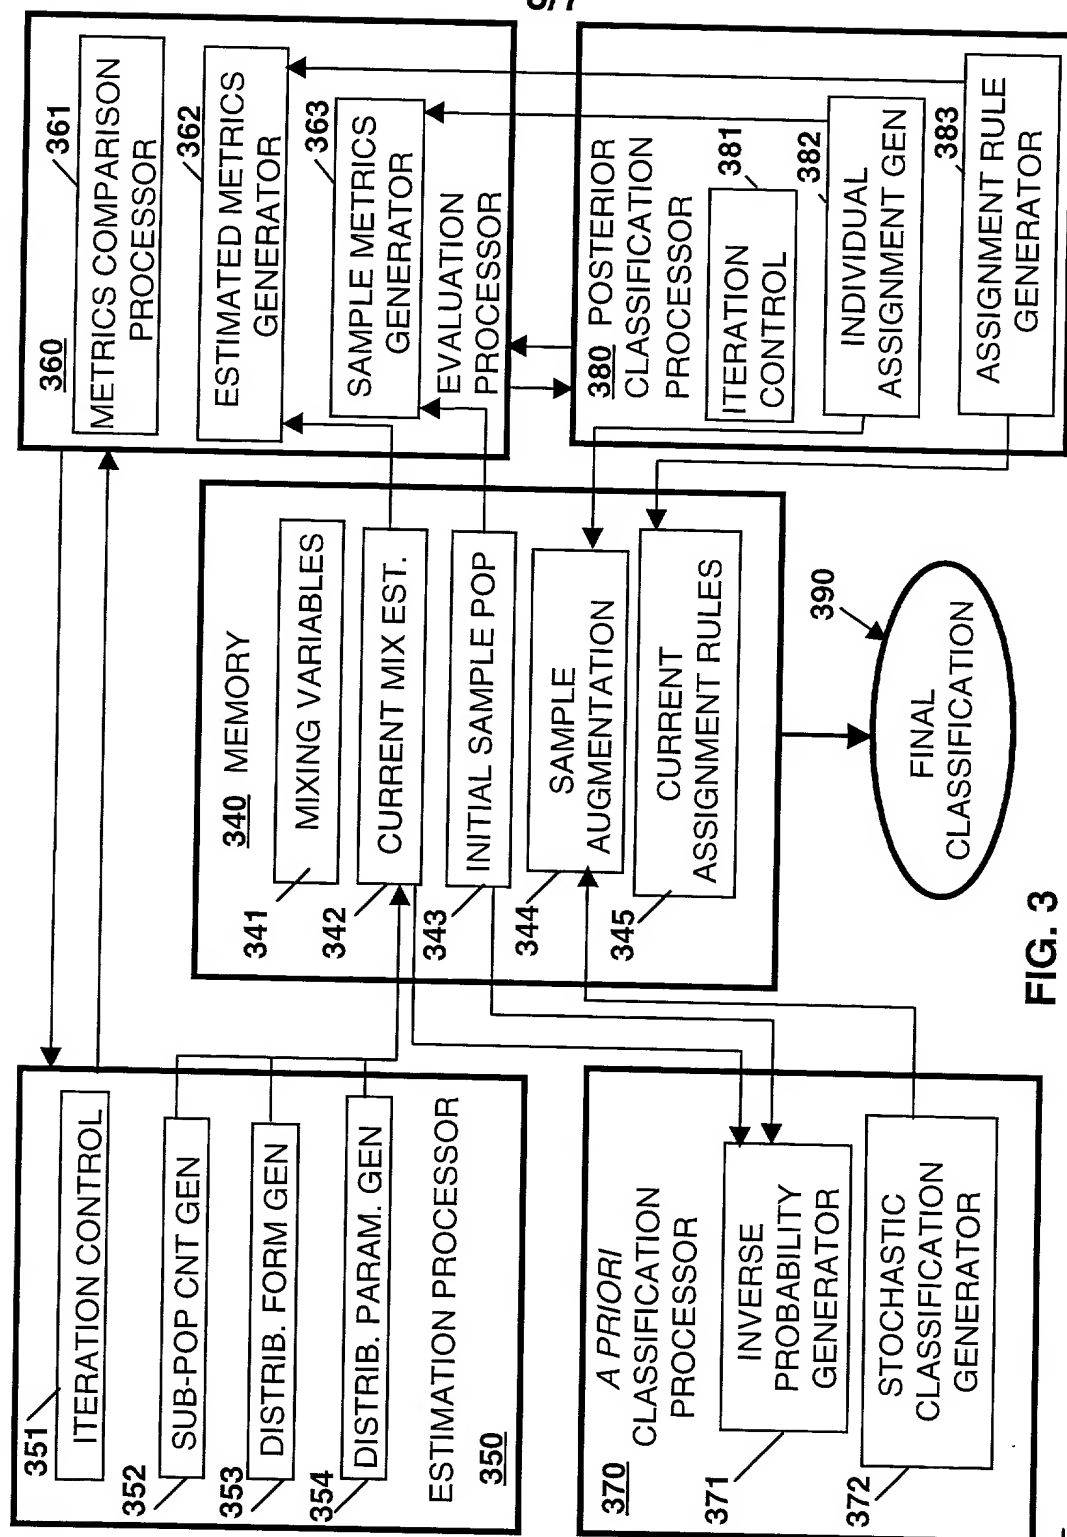 351
ITERATION CONTROL
352
SUB-POP CNT GEN
353
DISTRIB. FORM GEN
354
DISTRIB. PARAM. GEN
ESTIMATION PROCESSOR
350
340 MEMORY
341
MIXING VARIABLES
342
CURRENT MIX EST.
343
INITIAL SAMPLE POP
344
SAMPLE
AUGMENTATION
345
CURRENT
ASSIGNMENT RULES
360
361
METRICS COMPARISON
PROCESSOR
362
ESTIMATED METRICS
GENERATOR
363
SAMPLE METRICS
GENERATOR
EVALUATION
PROCESSOR
370
A PRIORI
CLASSIFICATION
PROCESSOR
371
INVERSE
PROBABILITY
GENERATOR
372
STOCHASTIC
CLASSIFICATION
GENERATOR
390
FINAL
CLASSIFICATION
380 POSTERIOR
CLASSIFICATION
PROCESSOR
381
ITERATION
CONTROL
382
INDIVIDUAL
ASSIGNMENT GEN
383
ASSIGNMENT RULE
GENERATOR
FIG. 3